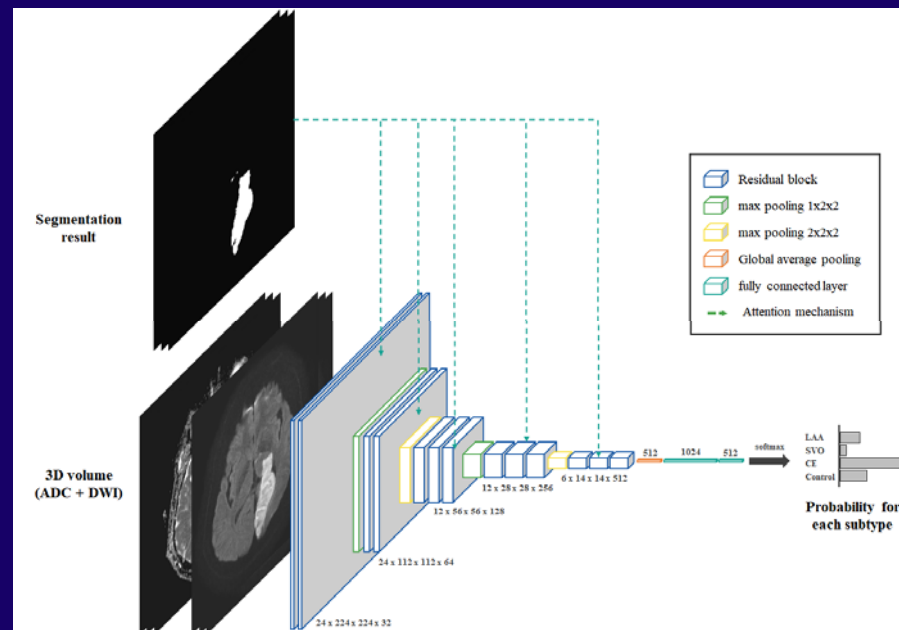 Segmentation
result
3D volume
(ADC + DWI)
24 x 224 x 224 x 32
24 x 112 x 112 x 64
12 x 56 x 56 x 128
12 x 28 x 28 x 256
6 x 14 x 14 x 512
512
1024
512
softmax
Residual block
max pooling 1x2x2
max pooling 2x2x2
Global average pooling
fully connected layer
Attention mechanism
LAA
SVO
CE
Control
Probability for
each subtype